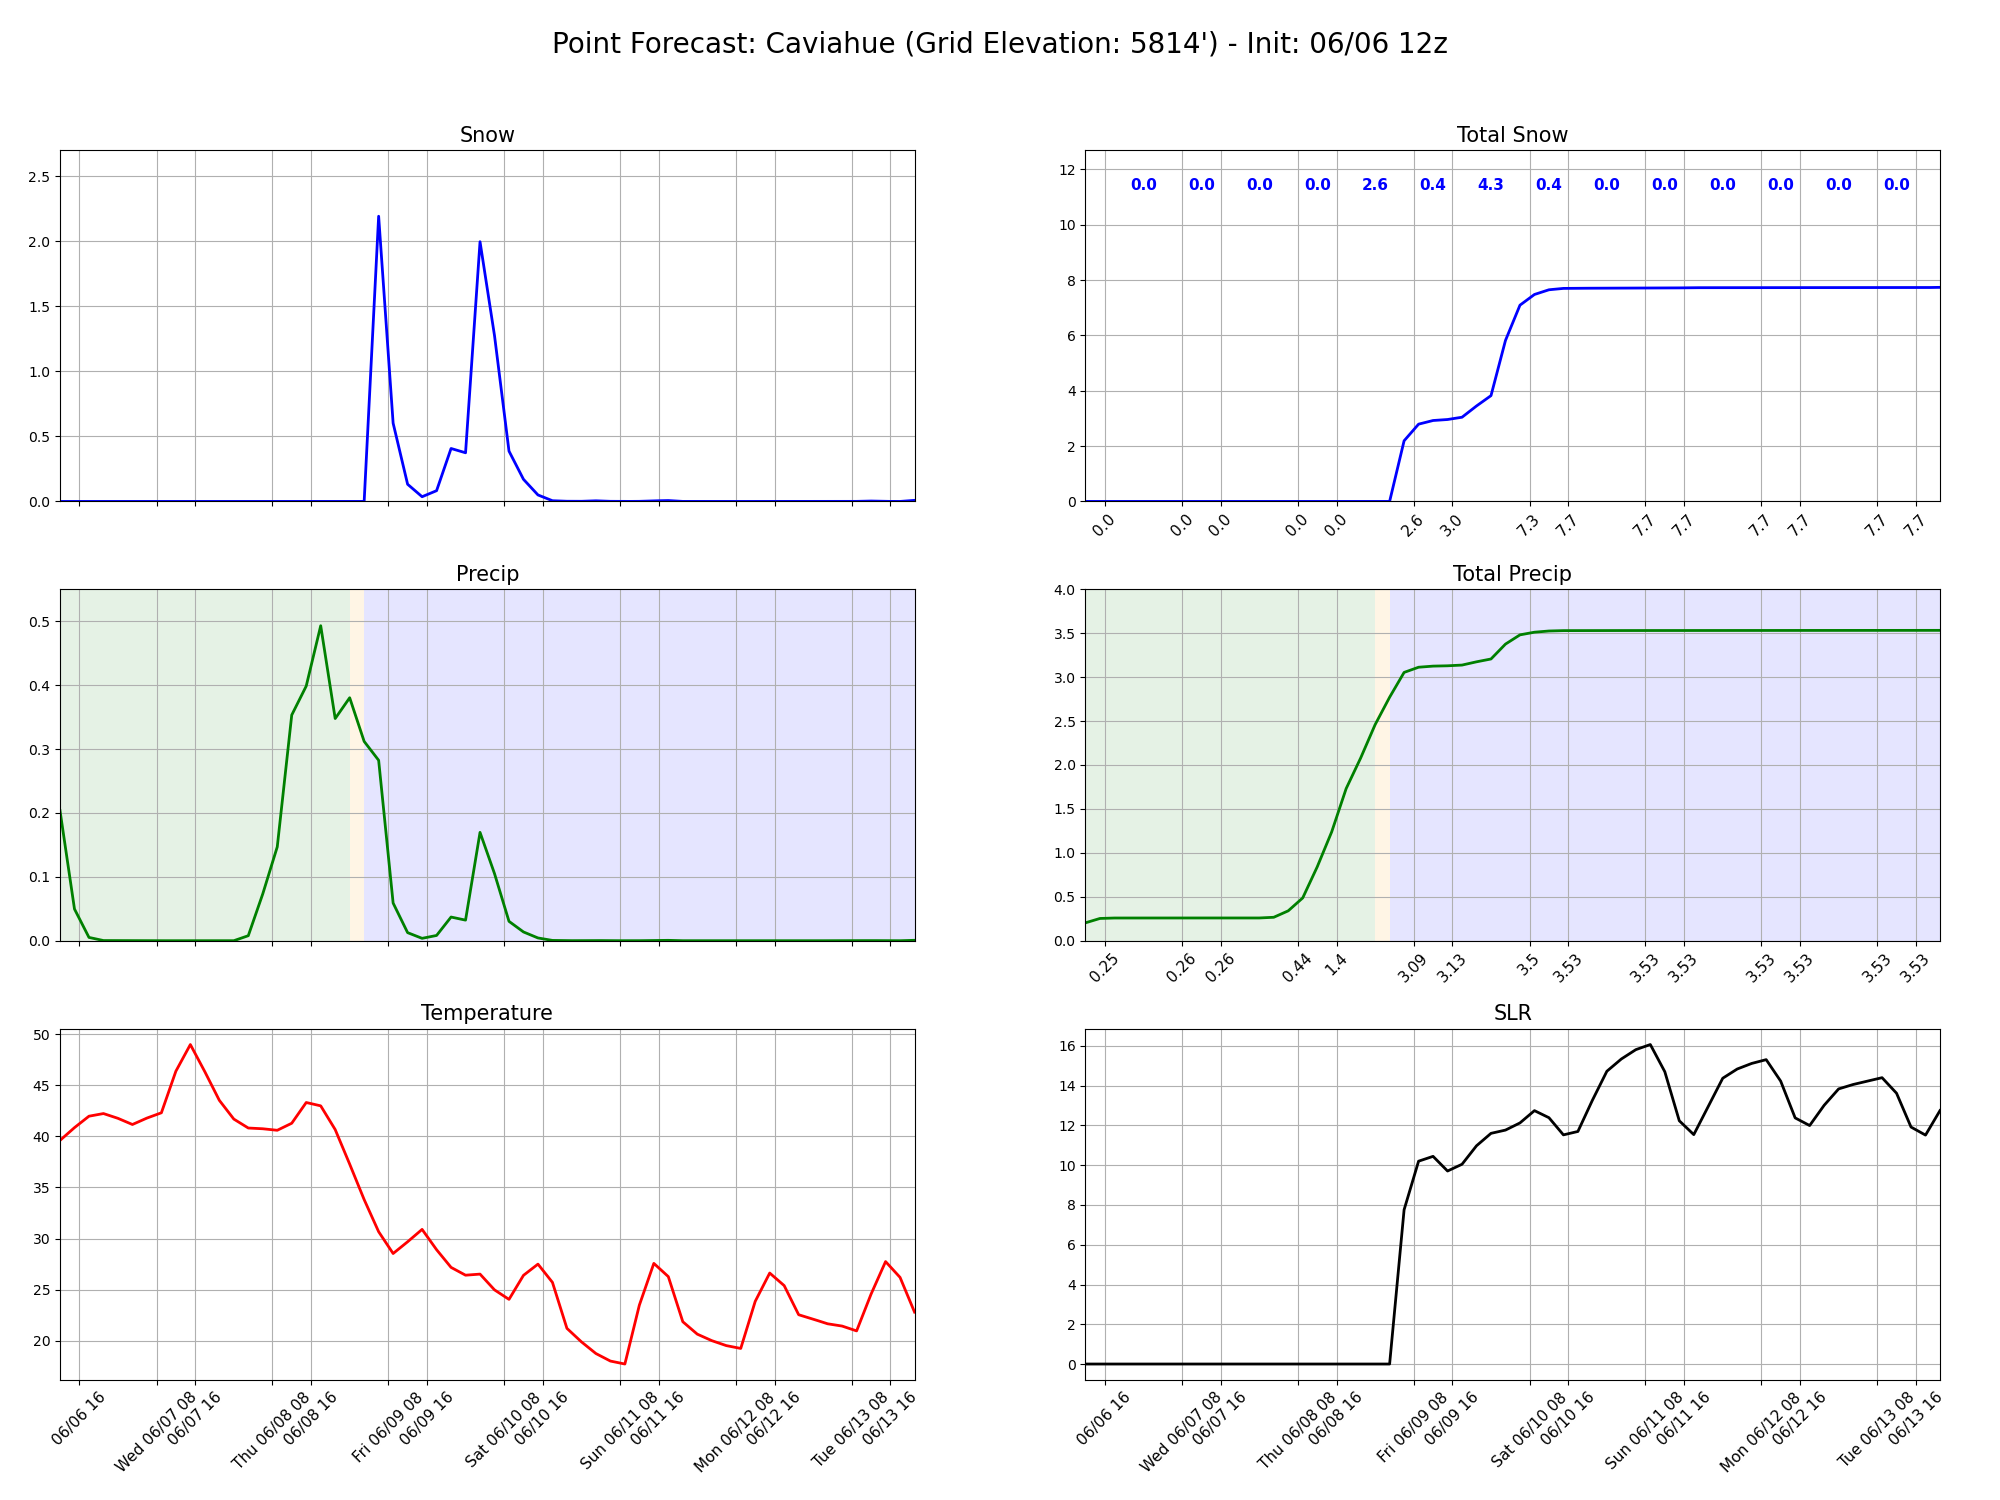 Point Forecast: Caviahue (Grid Elevation: 5814') - Init: 06/06 12z
Snow
2.5
2.0
1.5
1.0
0.5
0.0
Total Snow
12
10
8
6
4
2
0
0.0 0.0 0.0 0.0 2.6 0.4 4.3 0.4 0.0 0.0 0.0 0.0 0.0 0.0
0.0 0.0 0.0 0.0 0.0 2.6 3.0 7.3 7.7 7.7 7.7 7.7 7.7 7.7 7.7
Precip
0.5
0.4
0.3
0.2
0.1
0.0
Total Precip
4.0
3.5
3.0
2.5
2.0
1.5
1.0
0.5
0.0
0.25 0.26 0.26 0.44 1.4 3.09 3.13 3.5 3.53 3.53 3.53 3.53 3.53 3.53 3.53
Temperature
50
45
40
35
30
25
20
06/06 16
Wed 06/07 08
06/07 16
Thu 06/08 08
06/08 16
Fri 06/09 08
06/09 16
Sat 06/10 08
06/10 16
Sun 06/11 08
06/11 16
Mon 06/12 08
06/12 16
Tue 06/13 08
06/13 16
SLR
16
14
12
10
8
6
4
2
0
06/06 16
Wed 06/07 08
06/07 16
Thu 06/08 08
06/08 16
Fri 06/09 08
06/09 16
Sat 06/10 08
06/10 16
Sun 06/11 08
06/11 16
Mon 06/12 08
06/12 16
Tue 06/13 08
06/13 16